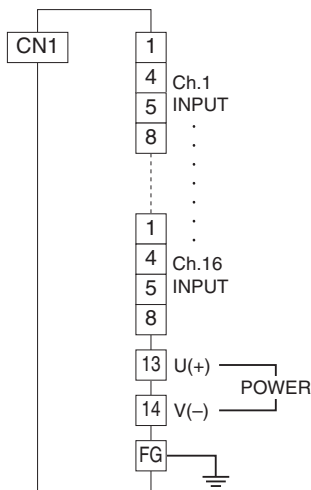 CN1
1
4
5
8
Ch.1
INPUT
1
4
5
8
Ch.16
INPUT
13 U(+)
POWER
14 V(–)
FG